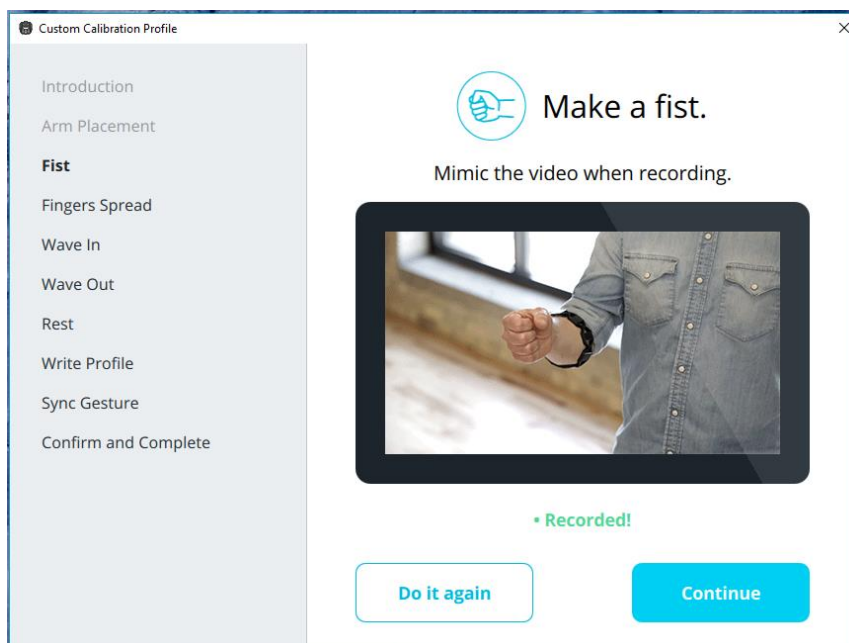 Custom Calibration Profile
Introduction
Arm Placement
Fist
Fingers Spread
Wave In
Wave Out
Rest
Write Profile
Sync Gesture
Confirm and Complete
Make a fist.
Mimic the video when recording.
• Recorded!
Do it again
Continue